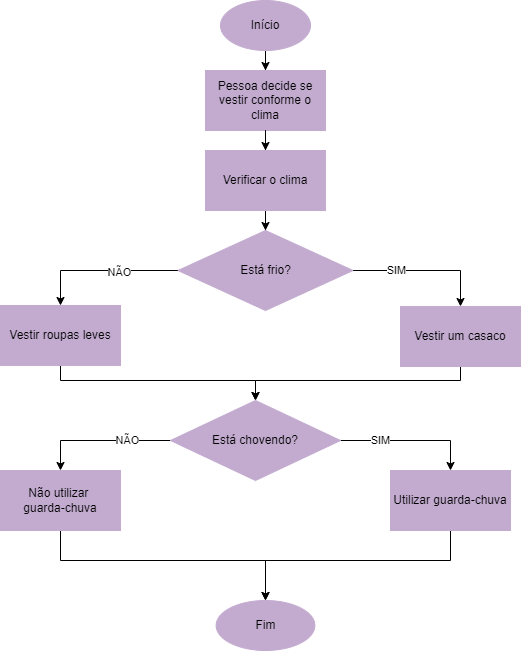 Início
Pessoa decide se
vestir conforme o
clima
Verificar o clima
Está frio?
NÃO
SIM
Vestir roupas leves
Vestir um casaco
Está chovendo?
NÃO
SIM
Não utilizar
guarda-chuva
Utilizar guarda-chuva
Fim